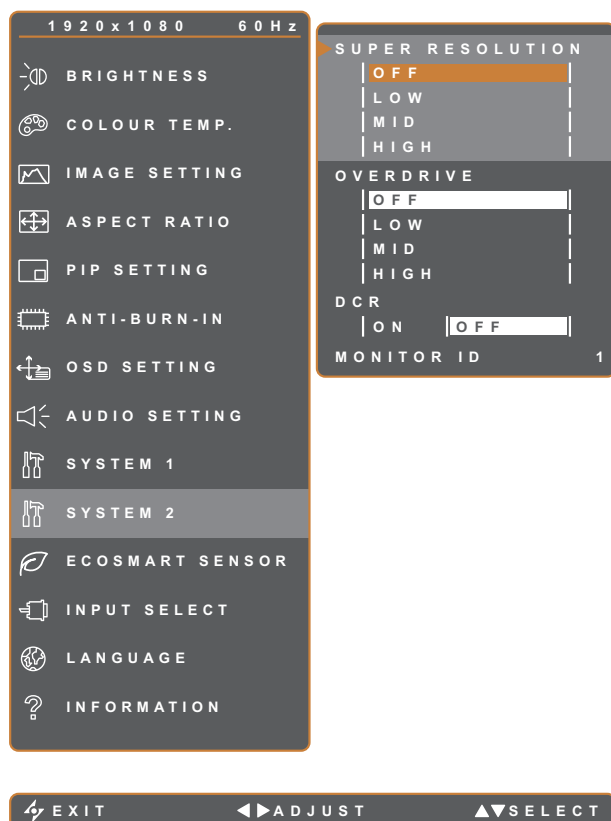 1920x1080 60Hz
BRIGHTNESS
COLOUR TEMP.
IMAGE SETTING
ASPECT RATIO
PIP SETTING
ANTI-BURN-IN
OSD SETTING
AUDIO SETTING
SYSTEM 1
SYSTEM 2
ECOSMART SENSOR
INPUT SELECT
LANGUAGE
INFORMATION
SUPER RESOLUTION
OFF
LOW
MID
HIGH
OVERDRIVE
OFF
LOW
MID
HIGH
DCR
ON OFF
MONITOR ID 1
EXIT ADJUST SELECT